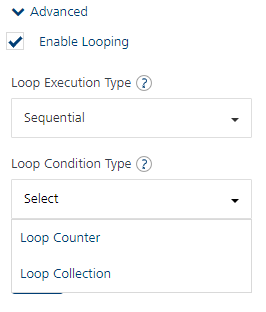 Advanced
Enable Looping
Loop Execution Type ?
Sequential
Loop Condition Type ?
Select
Loop Counter
Loop Collection